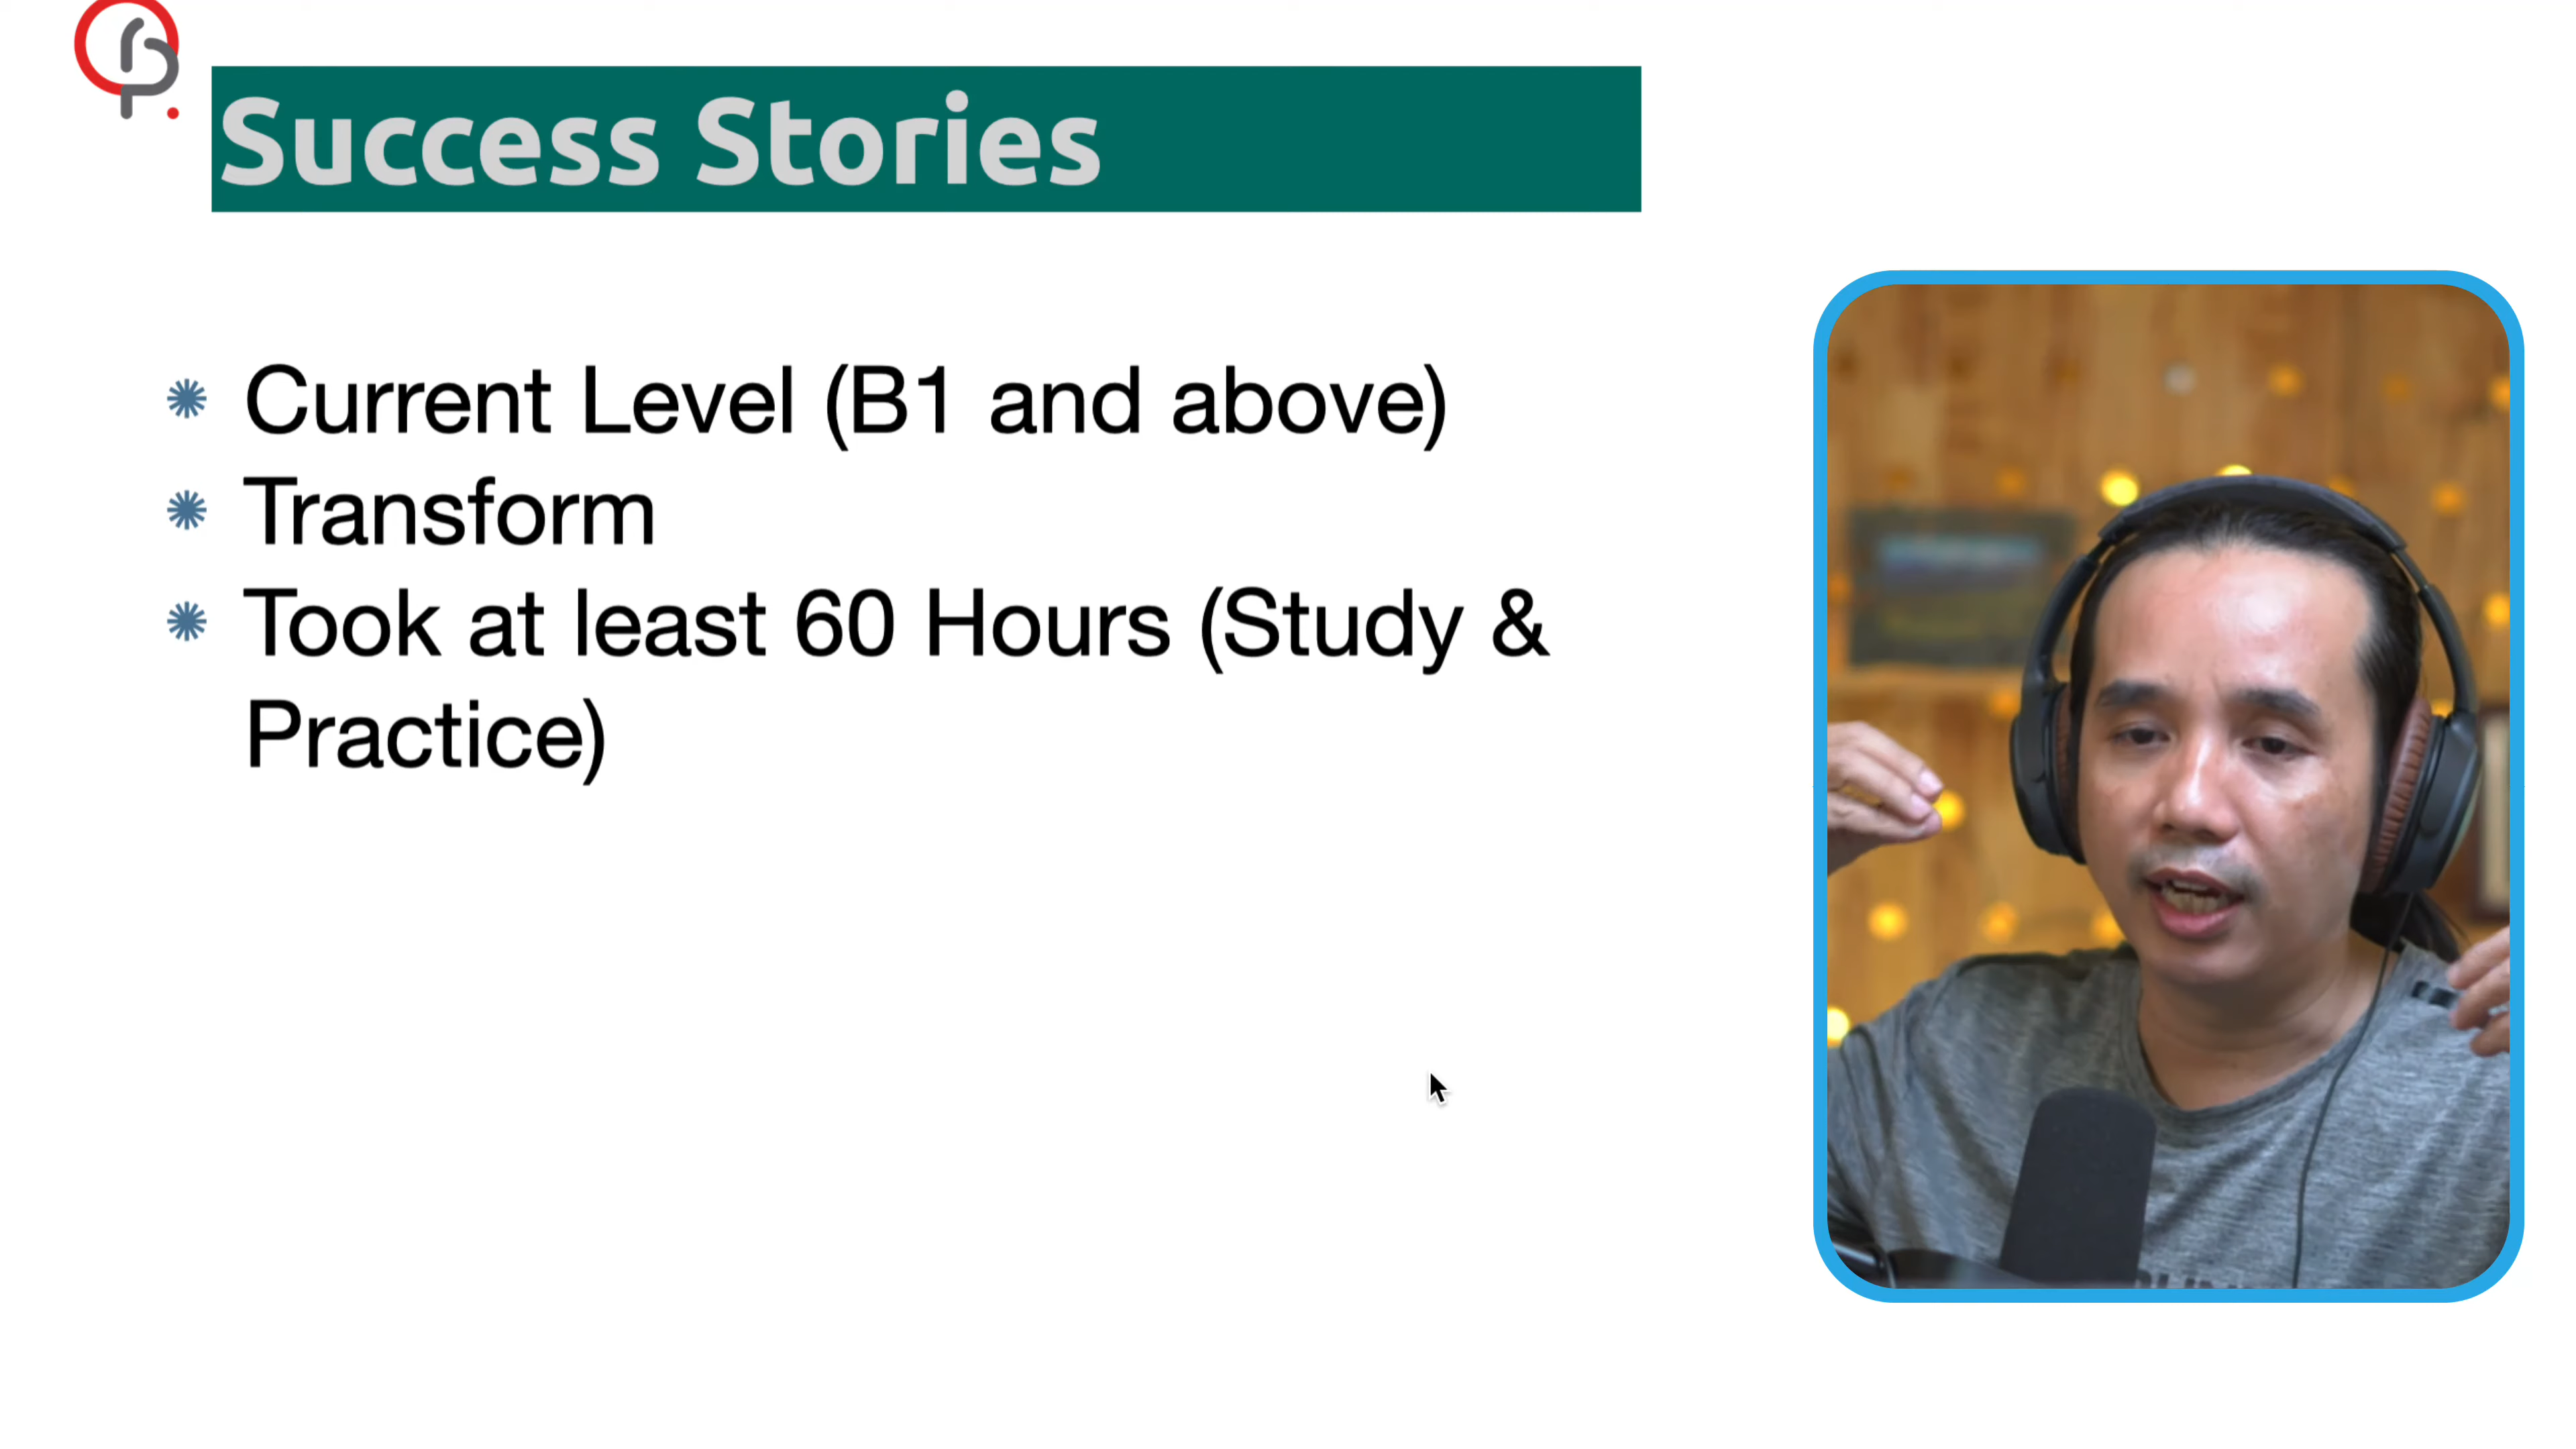 Success Stories
Current Level (B1 and above)
Transform
Took at least 60 Hours (Study &
Practice)